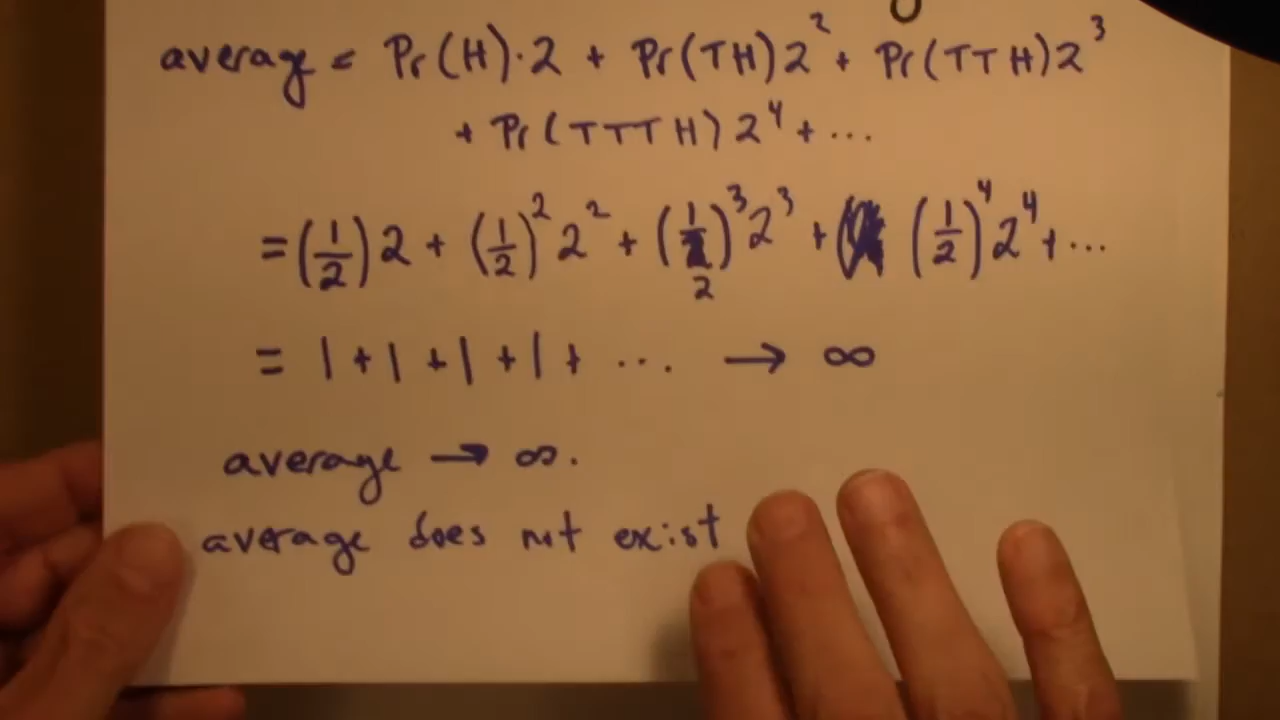 average = Pr(H)·2 + Pr(TH)2² + Pr(TTH)2³
+ Pr(TTTH)2⁴ + ...
= (1/2)2 + (1/2)²2² + (1/2)³2³ + (1/2)⁴2⁴ + ...
= 1 + 1 + 1 + 1 + ... → ∞
average → ∞.
average does not exist